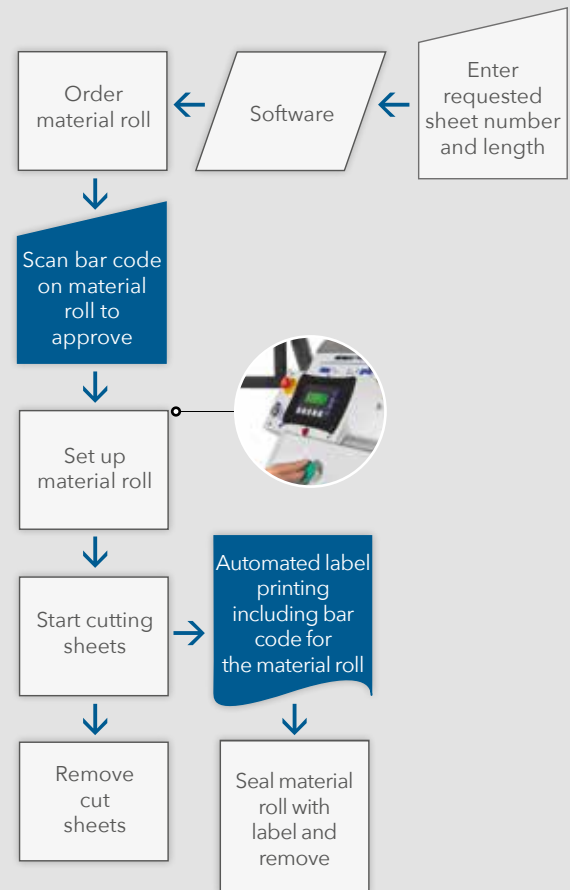 Enter
requested
sheet number
and length
Software
Order
material roll
Scan bar code
on material
roll to
approve
Set up
material roll
Start cutting
sheets
Automated label
printing
including bar
code for
the material roll
Remove
cut
sheets
Seal material
roll with
label and
remove